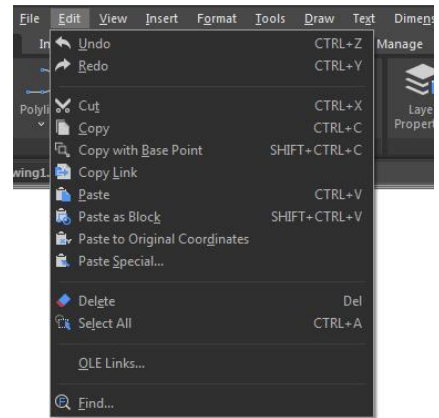 File Edit View Insert Format Tools Draw Text Dimens
In Manage
Undo CTRL+Z
Redo CTRL+Y
Polyli Laye
Propert
Cut CTRL+X
Copy CTRL+C
Copy with Base Point SHIFT+CTRL+C
wing1. Copy Link
Paste CTRL+V
Paste as Block SHIFT+CTRL+V
Paste to Original Coordinates
Paste Special...
Delete Del
Select All CTRL+A
OLE Links...
Find...